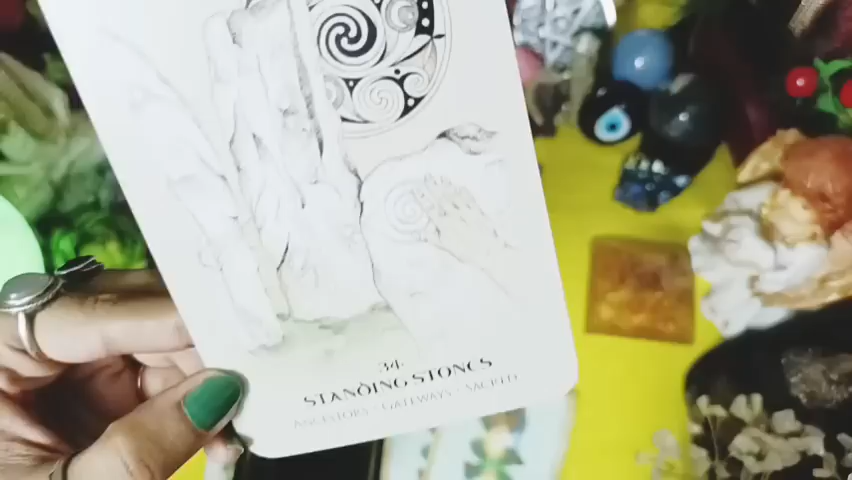 34.
STANDING STONES
ANCESTORS · GATEWAYS · SACRED